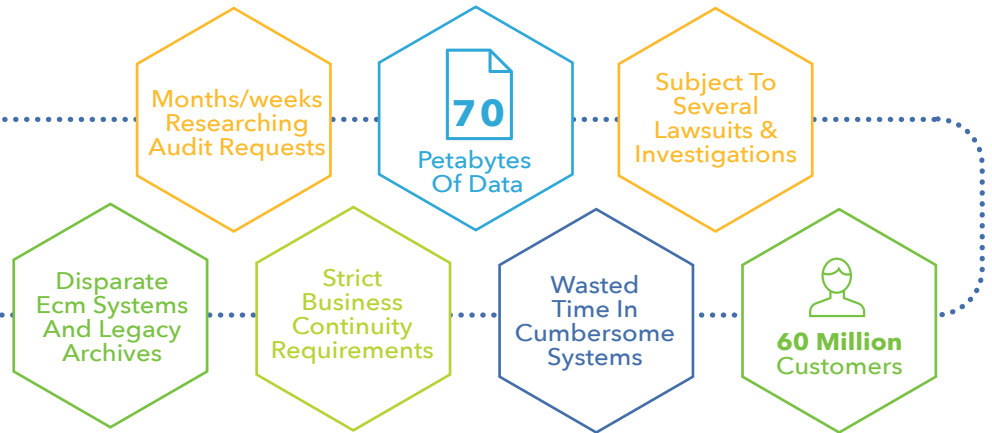 Months/weeks
Researching
Audit Requests
70
Petabytes
Of Data
Subject To
Several
Lawsuits &
Investigations
Disparate
Ecm Systems
And Legacy
Archives
Strict
Business
Continuity
Requirements
Wasted
Time In
Cumbersome
Systems
60 Million
Customers